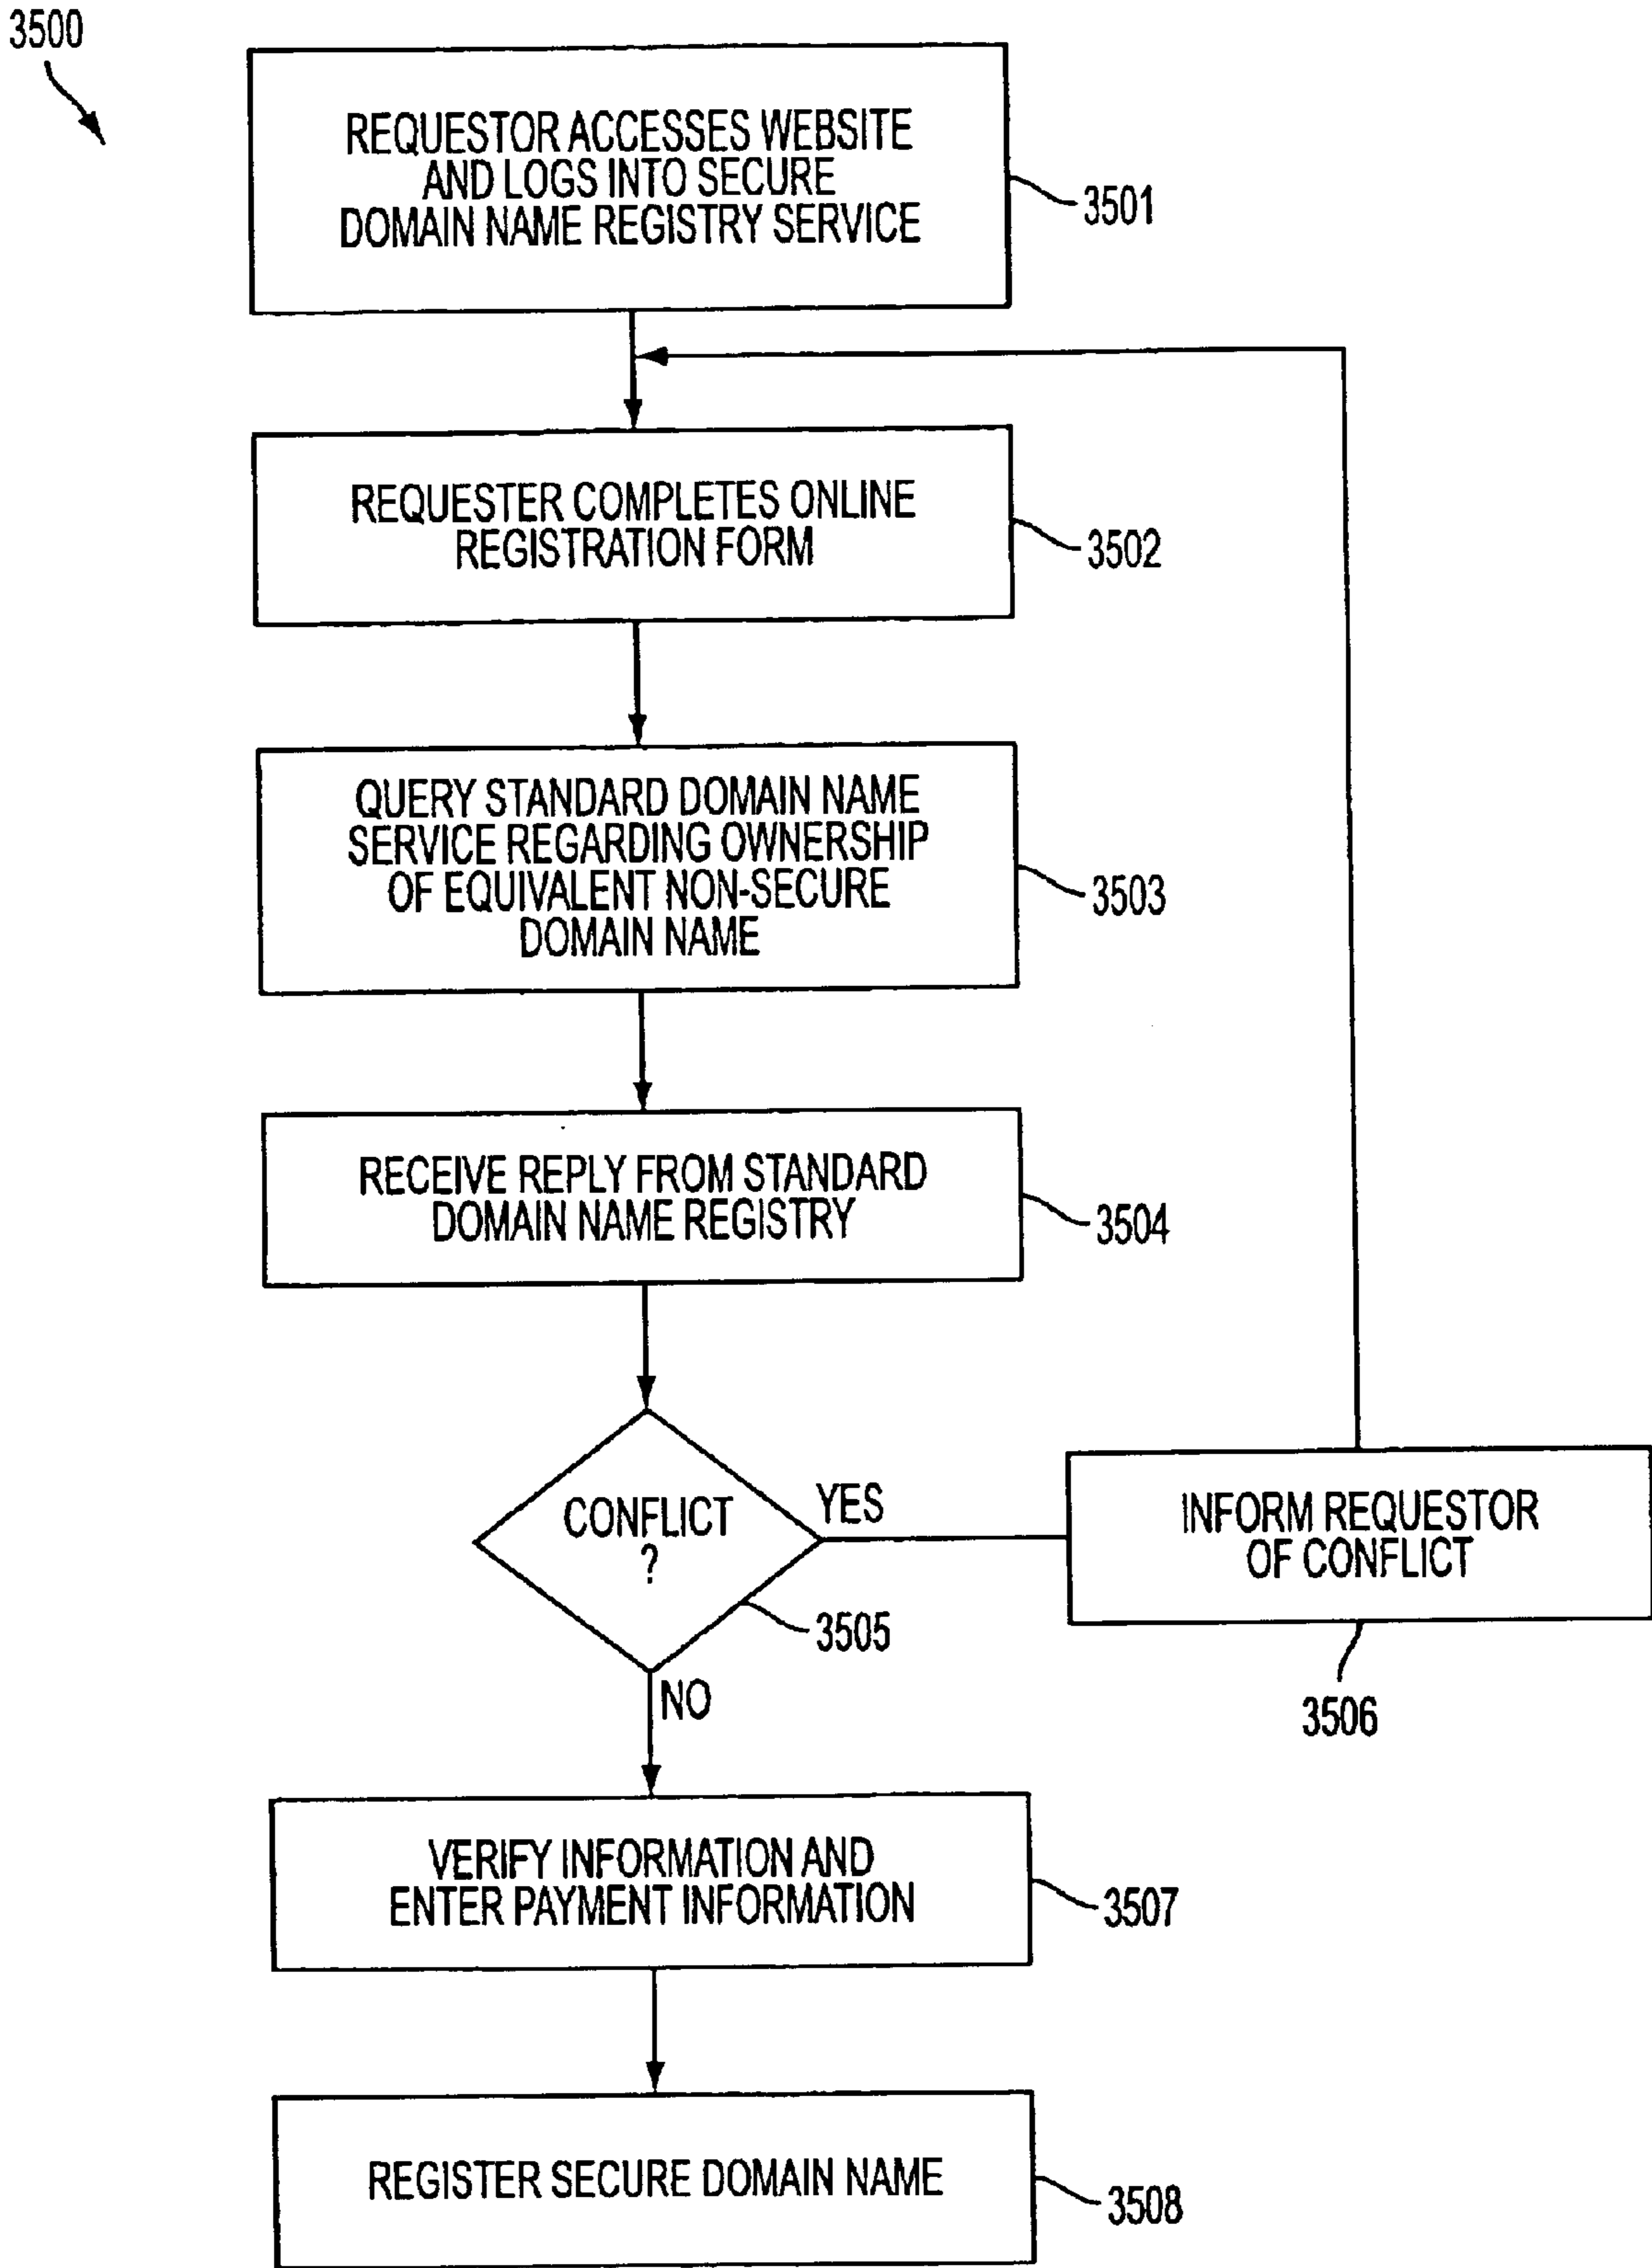 3500
REQUESTOR ACCESSES WEBSITE
AND LOGS INTO SECURE
DOMAIN NAME REGISTRY SERVICE
3501
REQUESTER COMPLETES ONLINE
REGISTRATION FORM
3502
QUERY STANDARD DOMAIN NAME
SERVICE REGARDING OWNERSHIP
OF EQUIVALENT NON-SECURE
DOMAIN NAME
3503
RECEIVE REPLY FROM STANDARD
DOMAIN NAME REGISTRY
3504
CONFLICT
?
YES
3505
NO
INFORM REQUESTOR
OF CONFLICT
3506
VERIFY INFORMATION AND
ENTER PAYMENT INFORMATION
3507
REGISTER SECURE DOMAIN NAME
3508